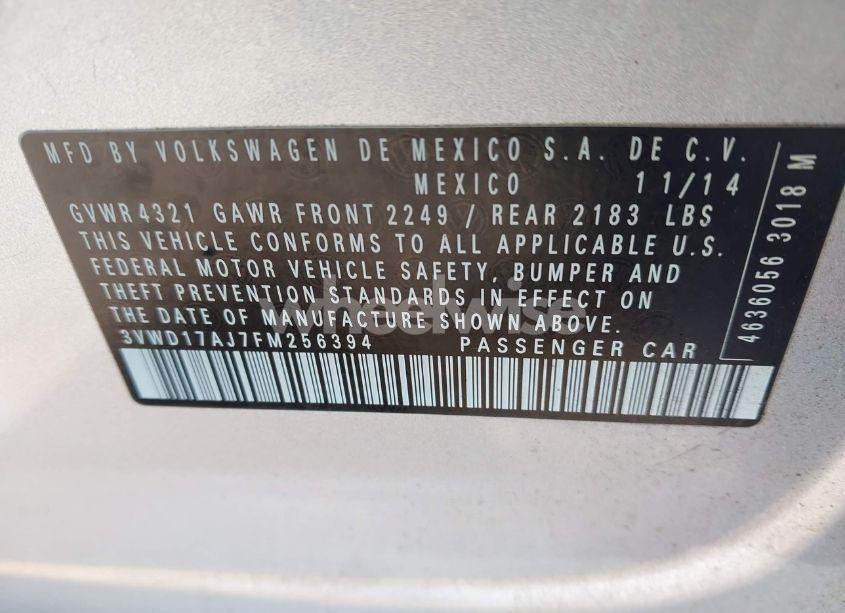 MFD BY VOLKSWAGEN DE MEXICO S.A. DE C.V.
MEXICO 11/14
GVWR 4321 GAWR FRONT 2249 / REAR 2183 LBS
THIS VEHICLE CONFORMS TO ALL APPLICABLE U.S.
FEDERAL MOTOR VEHICLE SAFETY, BUMPER AND
THEFT PREVENTION STANDARDS IN EFFECT ON
THE DATE OF MANUFACTURE SHOWN ABOVE.
3VWD17AJ7FM256394 PASSENGER CAR
4636056 3018 M
wheelwise